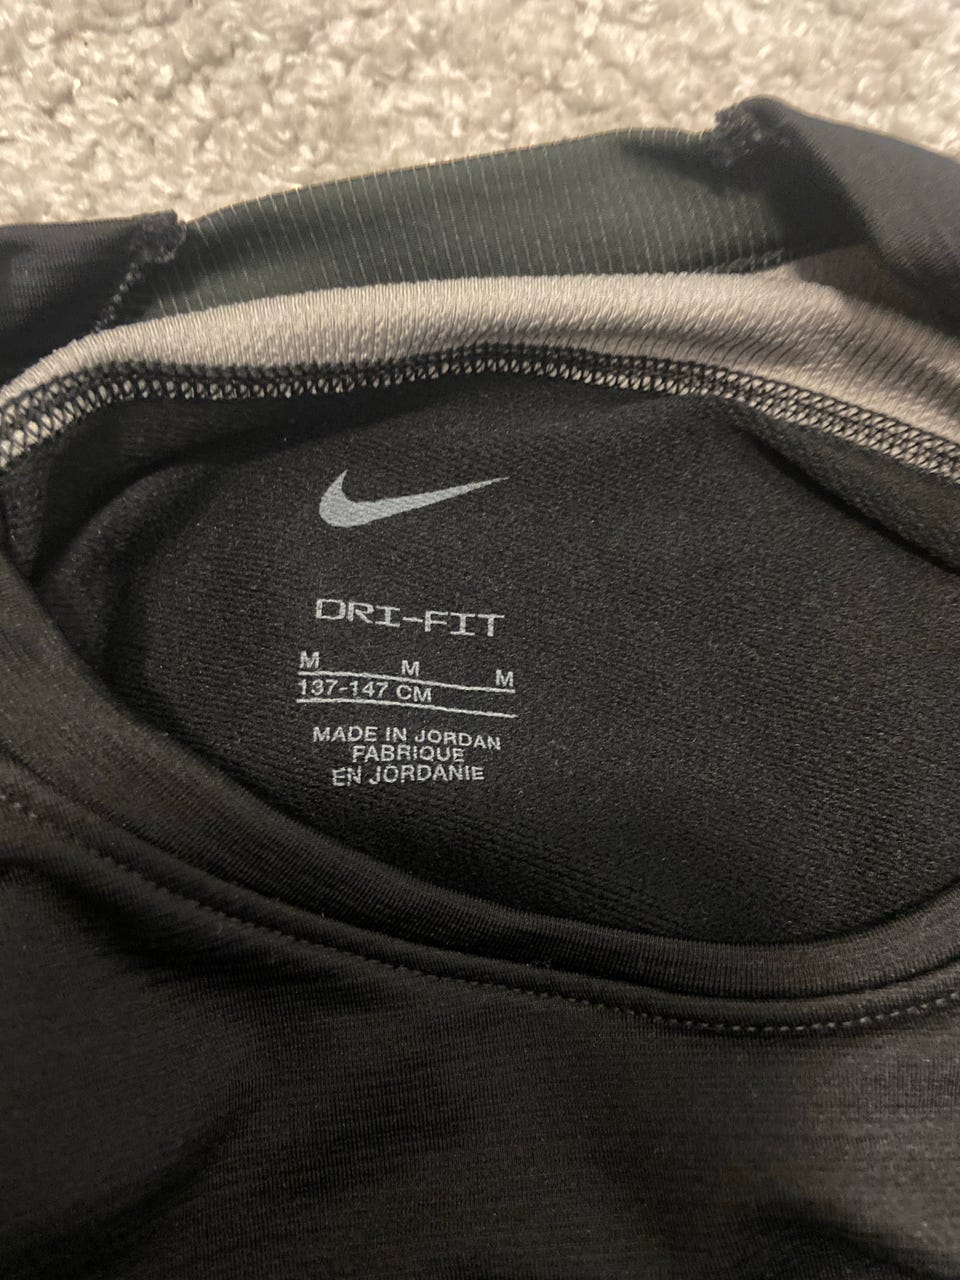 DRI-FIT
M M M
137-147 CM
MADE IN JORDAN
FABRIQUE
EN JORDANIE